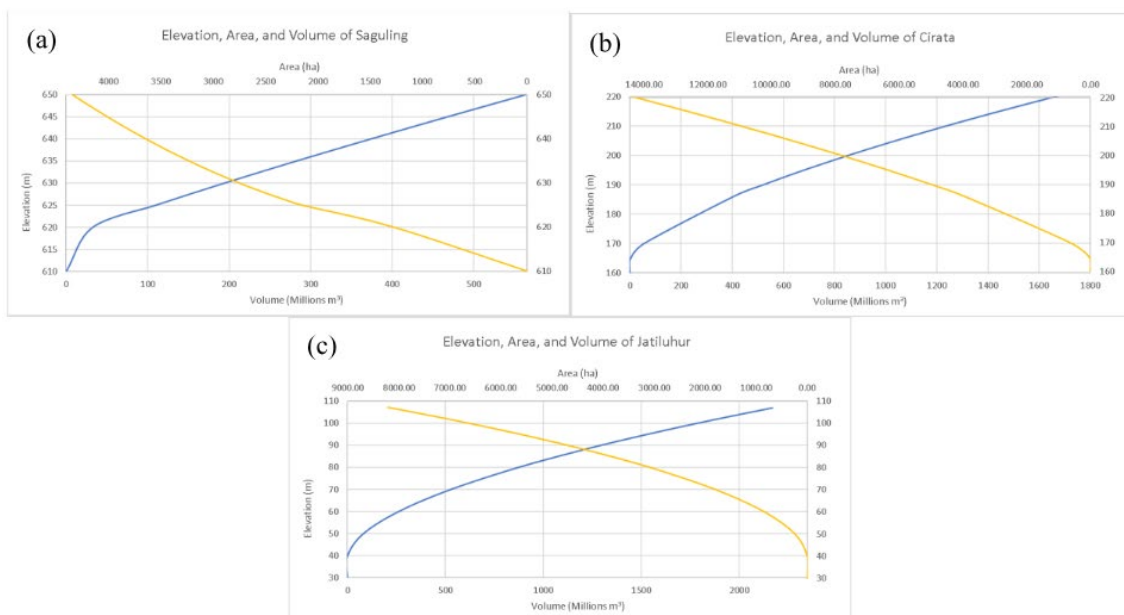 (a)
Elevation, Area, and Volume of Saguling
Area (ha)
4000 3500 3000 2500 2000 1500 1000 500 0
650 650
645
640 640
635
630 630
625
620 620
615
610 610
Elevation (m)
0 100 200 300 400 500
Volume (Millions m³)
(b)
Elevation, Area, and Volume of Cirata
Area (ha)
14000.00 12000.00 10000.00 8000.00 6000.00 4000.00 2000.00 0.00
220 220
210 210
200 200
190 190
180 180
170 170
160 160
Elevation (m)
0 200 400 600 800 1000 1200 1400 1600 1800
Volume (Millions m³)
(c)
Elevation, Area, and Volume of Jatiluhur
Area (ha)
9000.00 8000.00 7000.00 6000.00 5000.00 4000.00 3000.00 2000.00 1000.00 0.00
110 110
100 100
90 90
80 80
70 70
60 60
50 50
40 40
30 30
Elevation (m)
0 500 1000 1500 2000
Volume (Millions m³)